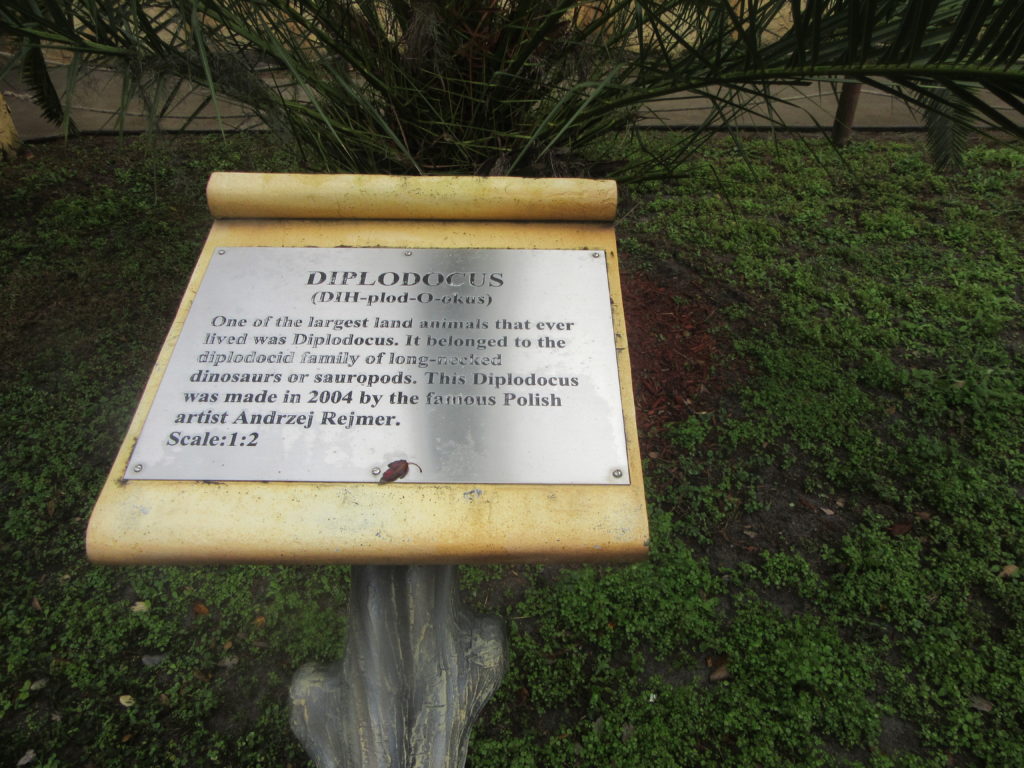 DIPLODOCUS
(DIH-plod-O-okus)
One of the largest land animals that ever
lived was Diplodocus. It belonged to the
diplodocid family of long-necked
dinosaurs or sauropods. This Diplodocus
was made in 2004 by the famous Polish
artist Andrzej Rejmer.
Scale:1:2